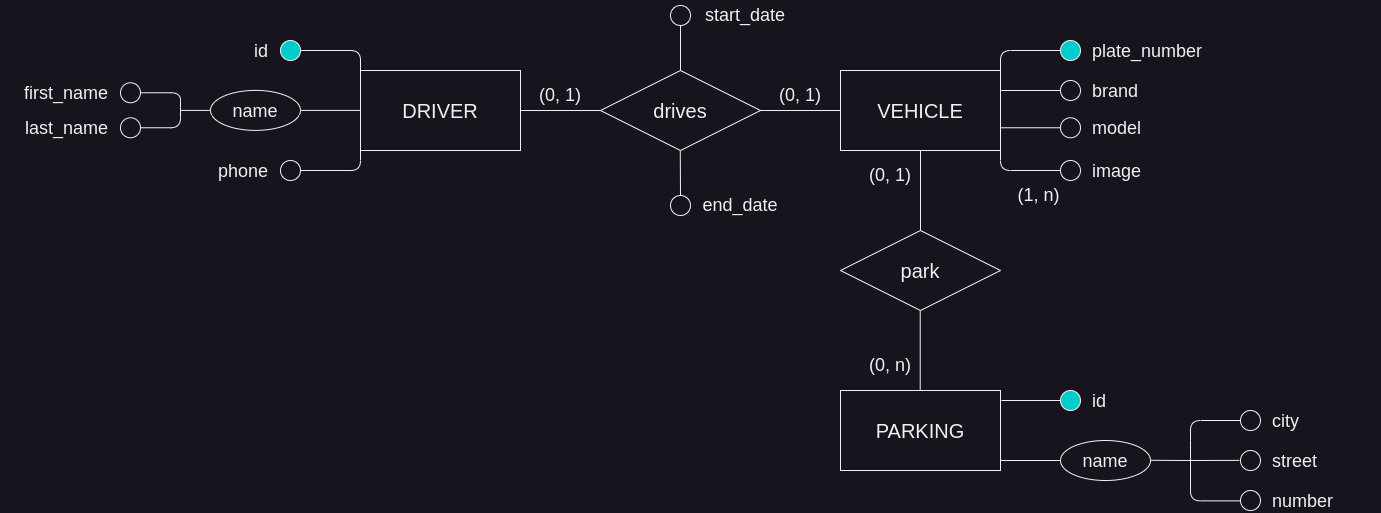 start_date
id
plate_number
first_name
name
DRIVER
(0, 1)
drives
(0, 1)
VEHICLE
brand
last_name
model
phone
(0, 1)
image
(1, n)
end_date
park
(0, n)
PARKING
id
name
city
street
number